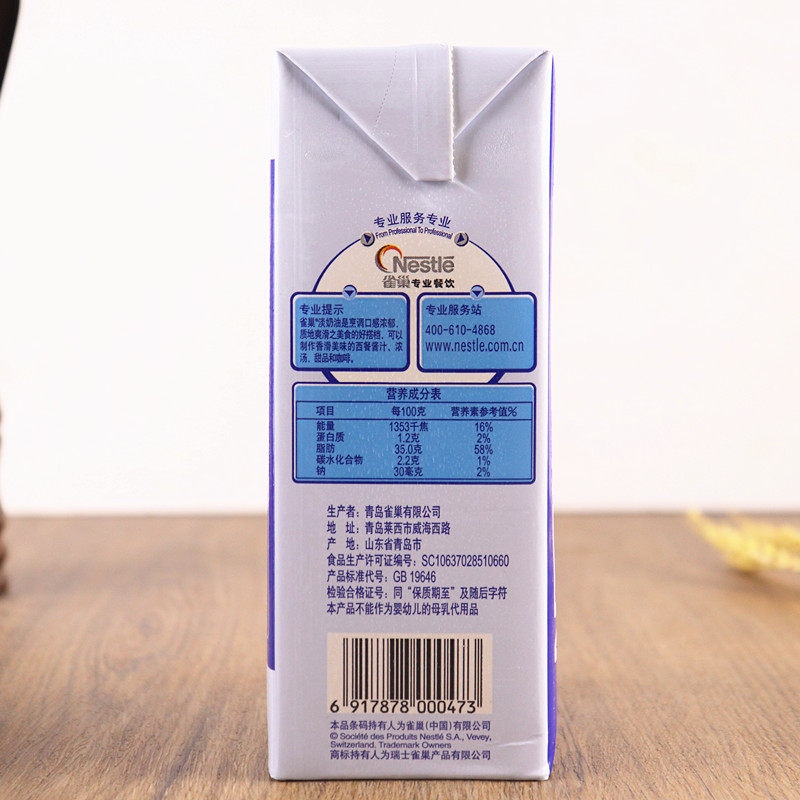 专业服务专业
From Professional To Professional
Nestlé
雀巢专业餐饮
专业提示
雀巢®淡奶油是烹调口感浓郁、
质地爽滑之美食的好搭档，可以
制作香滑美味的西餐酱汁、浓
汤，甜品和咖啡。
专业服务站
400-610-4868
www.nestle.com.cn
营养成分表
项目 每100克 营养素参考值%
能量 1353千焦 16%
蛋白质 1.2克 2%
脂肪 35.0克 58%
碳水化合物 2.2克 1%
钠 30毫克 2%
生产者：青岛雀巢有限公司
地 址：青岛莱西市威海西路
产 地：山东省青岛市
食品生产许可证编号：SC10637028510660
产品标准代号：GB 19646
检验合格证号：同“保质期至”及随后字符
本产品不能作为婴幼儿的母乳代用品
6 917878 000473
本品条码持有人为雀巢（中国）有限公司
© Société des Produits Nestlé S.A., Vevey,
Switzerland. Trademark Owners
商标持有人为瑞士雀巢产品有限公司